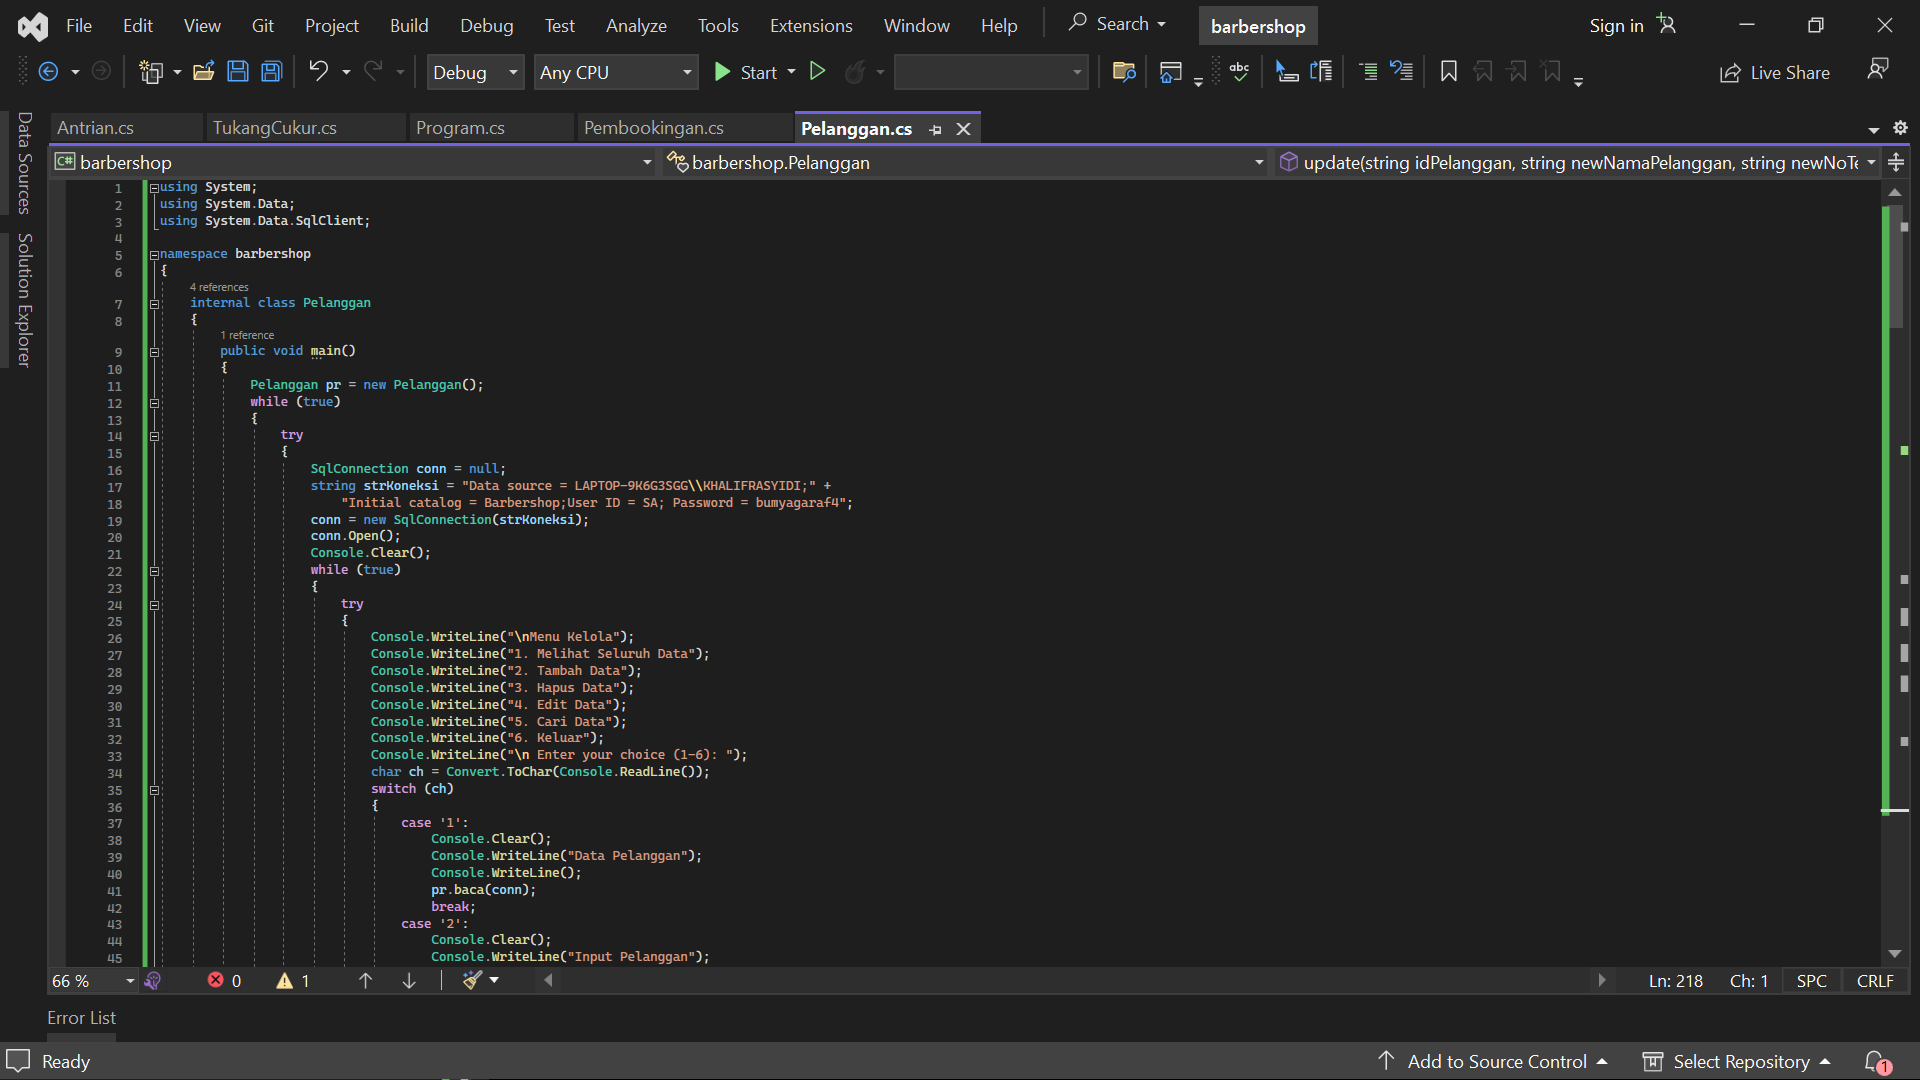 File Edit View Git Project Build Debug Test Analyze Tools Extensions Window Help Search barbershop Sign in
Debug Any CPU Start Live Share
Data Sources
Solution Explorer
Antrian.cs TukangCukur.cs Program.cs Pembookingan.cs Pelanggan.cs
C# barbershop barbershop.Pelanggan update(string idPelanggan, string newNamaPelanggan, string newNoTe
1 using System;
2 using System.Data;
3 using System.Data.SqlClient;
4
5 namespace barbershop
6 {
4 references
7 internal class Pelanggan
8 {
1 reference
9 public void main()
10 {
11 Pelanggan pr = new Pelanggan();
12 while (true)
13 {
14 try
15 {
16 SqlConnection conn = null;
17 string strKoneksi = "Data source = LAPTOP-9K6G3SGG\\KHALIFRASYIDI;" +
18 "Initial catalog = Barbershop;User ID = SA; Password = bumyagaraf4";
19 conn = new SqlConnection(strKoneksi);
20 conn.Open();
21 Console.Clear();
22 while (true)
23 {
24 try
25 {
26 Console.WriteLine("\nMenu Kelola");
27 Console.WriteLine("1. Melihat Seluruh Data");
28 Console.WriteLine("2. Tambah Data");
29 Console.WriteLine("3. Hapus Data");
30 Console.WriteLine("4. Edit Data");
31 Console.WriteLine("5. Cari Data");
32 Console.WriteLine("6. Keluar");
33 Console.WriteLine("\n Enter your choice (1-6): ");
34 char ch = Convert.ToChar(Console.ReadLine());
35 switch (ch)
36 {
37 case '1':
38 Console.Clear();
39 Console.WriteLine("Data Pelanggan");
40 Console.WriteLine();
41 pr.baca(conn);
42 break;
43 case '2':
44 Console.Clear();
45 Console.WriteLine("Input Pelanggan");
66 % 0 1 Ln: 218 Ch: 1 SPC CRLF
Error List
Ready Add to Source Control Select Repository 1